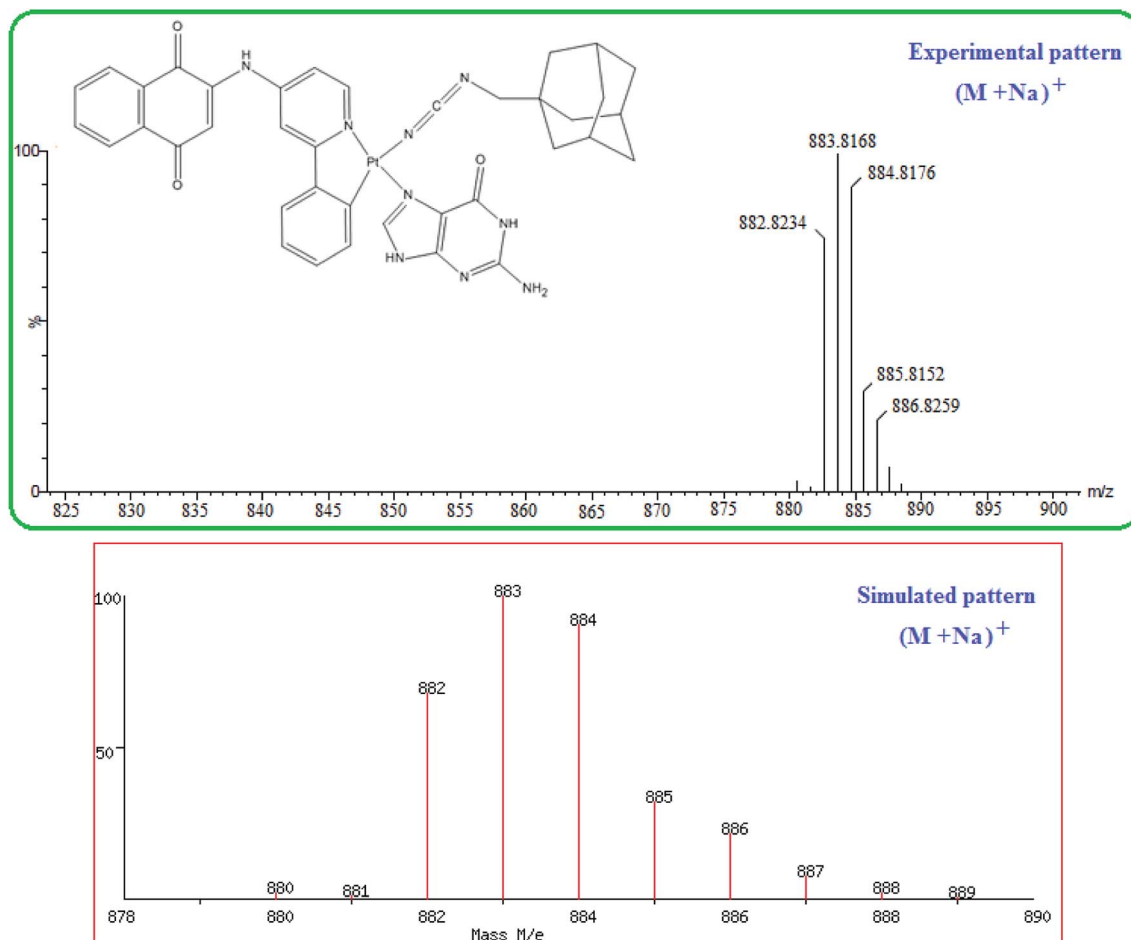 Experimental pattern
(M +Na)+
O
H
N
N
C
N
N
Pt
N
O
O
NH
HN
N
NH2
100
%
0
883.8168
884.8176
882.8234
885.8152
886.8259
825 830 835 840 845 850 855 860 865 870 875 880 885 890 895 900 m/z
Simulated pattern
(M +Na)+
100
50
883
884
882
885
886
887
880
881
888
889
878 880 882 884 886 888 890
Mass M/e